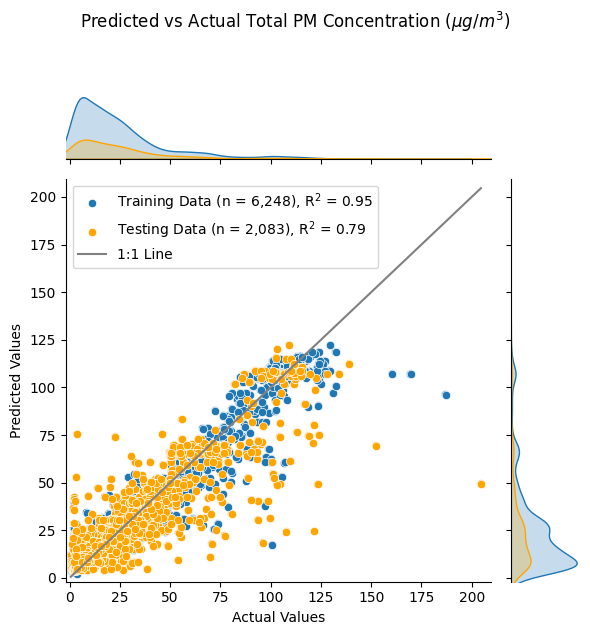 Predicted vs Actual Total PM Concentration (μg/m³)
200
175
150
125
100
75
50
25
0
Predicted Values
Training Data (n = 6,248), R² = 0.95
Testing Data (n = 2,083), R² = 0.79
1:1 Line
0 25 50 75 100 125 150 175 200
Actual Values